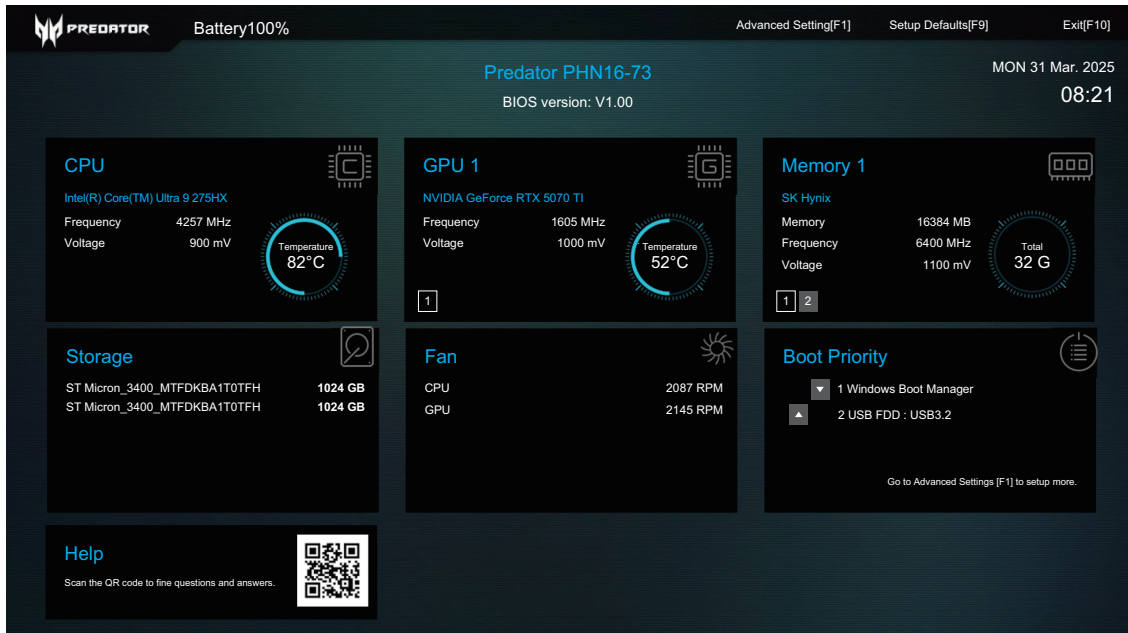 PREDATOR
Battery100%
Advanced Setting[F1]
Setup Defaults[F9]
Exit[F10]
Predator PHN16-73
BIOS version: V1.00
MON 31 Mar. 2025
08:21
CPU
C
Intel(R) Core(TM) Ultra 9 275HX
Frequency 4257 MHz
Voltage 900 mV
Temperature
82°C
GPU 1
G
NVIDIA GeForce RTX 5070 TI
Frequency 1605 MHz
Voltage 1000 mV
Temperature
52°C
1
Memory 1
SK Hynix
Memory 16384 MB
Frequency 6400 MHz
Voltage 1100 mV
Total
32 G
1 2
Storage
ST Micron_3400_MTFDKBA1T0TFH 1024 GB
ST Micron_3400_MTFDKBA1T0TFH 1024 GB
Fan
CPU 2087 RPM
GPU 2145 RPM
Boot Priority
1 Windows Boot Manager
2 USB FDD : USB3.2
Go to Advanced Settings [F1] to setup more.
Help
Scan the QR code to fine questions and answers.